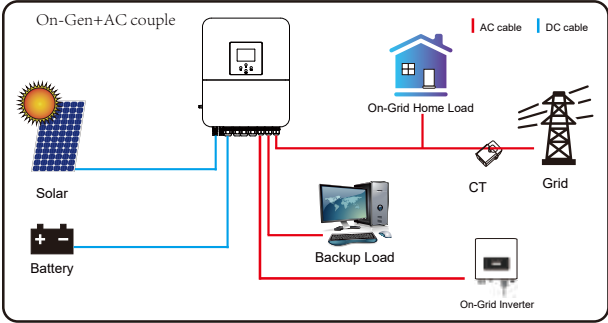 On-Gen+AC couple
AC cable
DC cable
On-Grid Home Load
Solar
CT
Grid
Battery
Backup Load
On-Grid Inverter